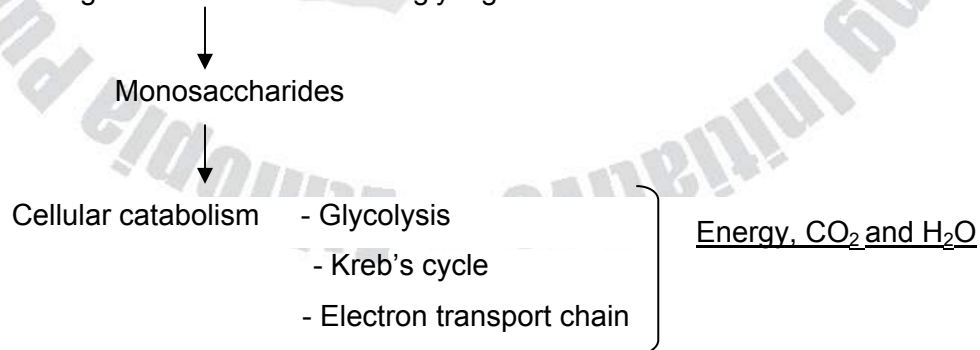 Monosaccharides
Cellular catabolism - Glycolysis
Energy, CO₂ and H₂O
- Kreb’s cycle
- Electron transport chain